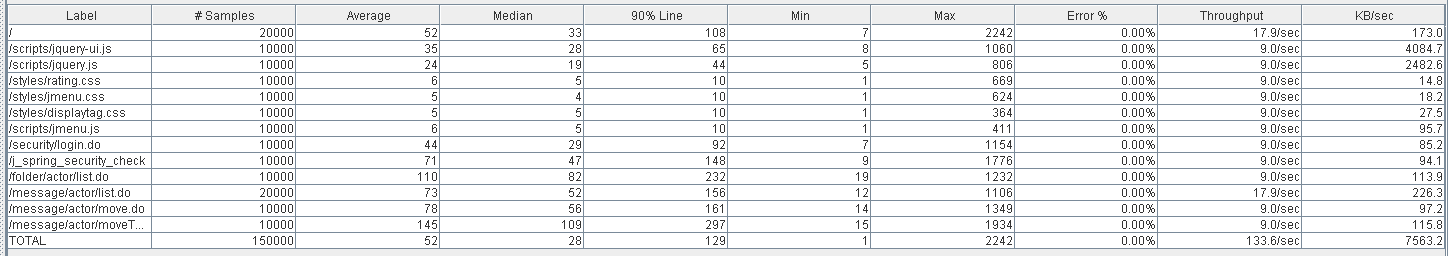 Label # Samples Average Median 90% Line Min Max Error % Throughput KB/sec
/ 20000 52 33 108 7 2242 0.00% 17.9/sec 173.0
/scripts/jquery-ui.js 10000 35 28 65 8 1060 0.00% 9.0/sec 4084.7
/scripts/jquery.js 10000 24 19 44 5 806 0.00% 9.0/sec 2482.6
/styles/rating.css 10000 6 5 10 1 669 0.00% 9.0/sec 14.8
/styles/jmenu.css 10000 5 4 10 1 624 0.00% 9.0/sec 18.2
/styles/displaytag.css 10000 5 5 10 1 364 0.00% 9.0/sec 27.5
/scripts/jmenu.js 10000 6 5 10 1 411 0.00% 9.0/sec 95.7
/security/login.do 10000 44 29 92 7 1154 0.00% 9.0/sec 85.2
/j_spring_security_check 10000 71 47 148 9 1776 0.00% 9.0/sec 94.1
/folder/actor/list.do 10000 110 82 232 19 1232 0.00% 9.0/sec 113.9
/message/actor/list.do 20000 73 52 156 12 1106 0.00% 17.9/sec 226.3
/message/actor/move.do 10000 78 56 161 14 1349 0.00% 9.0/sec 97.2
/message/actor/moveT... 10000 145 109 297 15 1934 0.00% 9.0/sec 115.8
TOTAL 150000 52 28 129 1 2242 0.00% 133.6/sec 7563.2